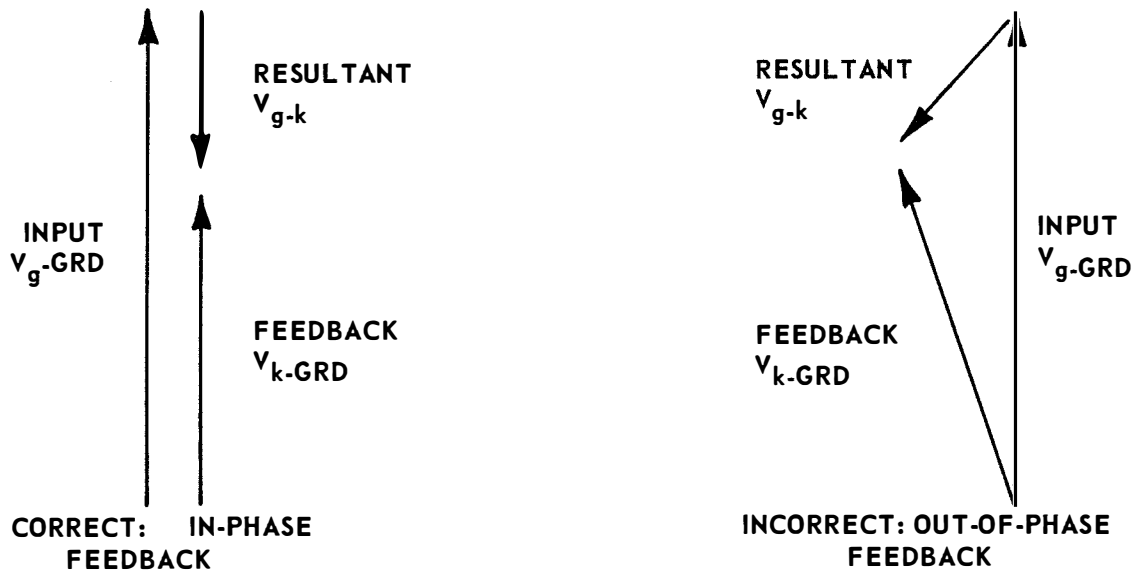 RESULTANT
Vg-k
INPUT
Vg-GRD
FEEDBACK
Vk-GRD
CORRECT: IN-PHASE
FEEDBACK
RESULTANT
Vg-k
INPUT
Vg-GRD
FEEDBACK
Vk-GRD
INCORRECT: OUT-OF-PHASE
FEEDBACK